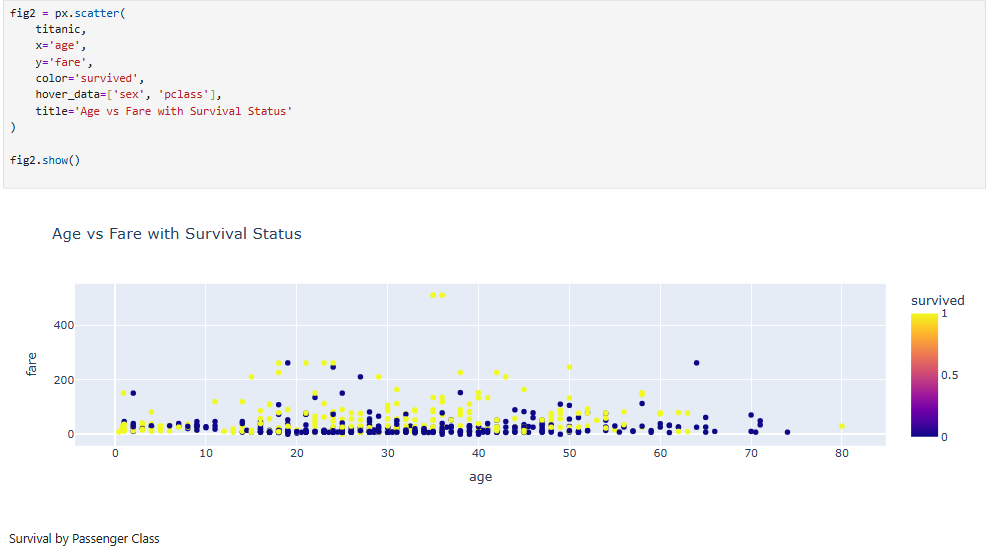 fig2 = px.scatter(
    titanic,
    x='age',
    y='fare',
    color='survived',
    hover_data=['sex', 'pclass'],
    title='Age vs Fare with Survival Status'
)
fig2.show()
Age vs Fare with Survival Status
survived
1
0.5
0
fare
400
200
0
0 10 20 30 40 50 60 70 80
age
Survival by Passenger Class